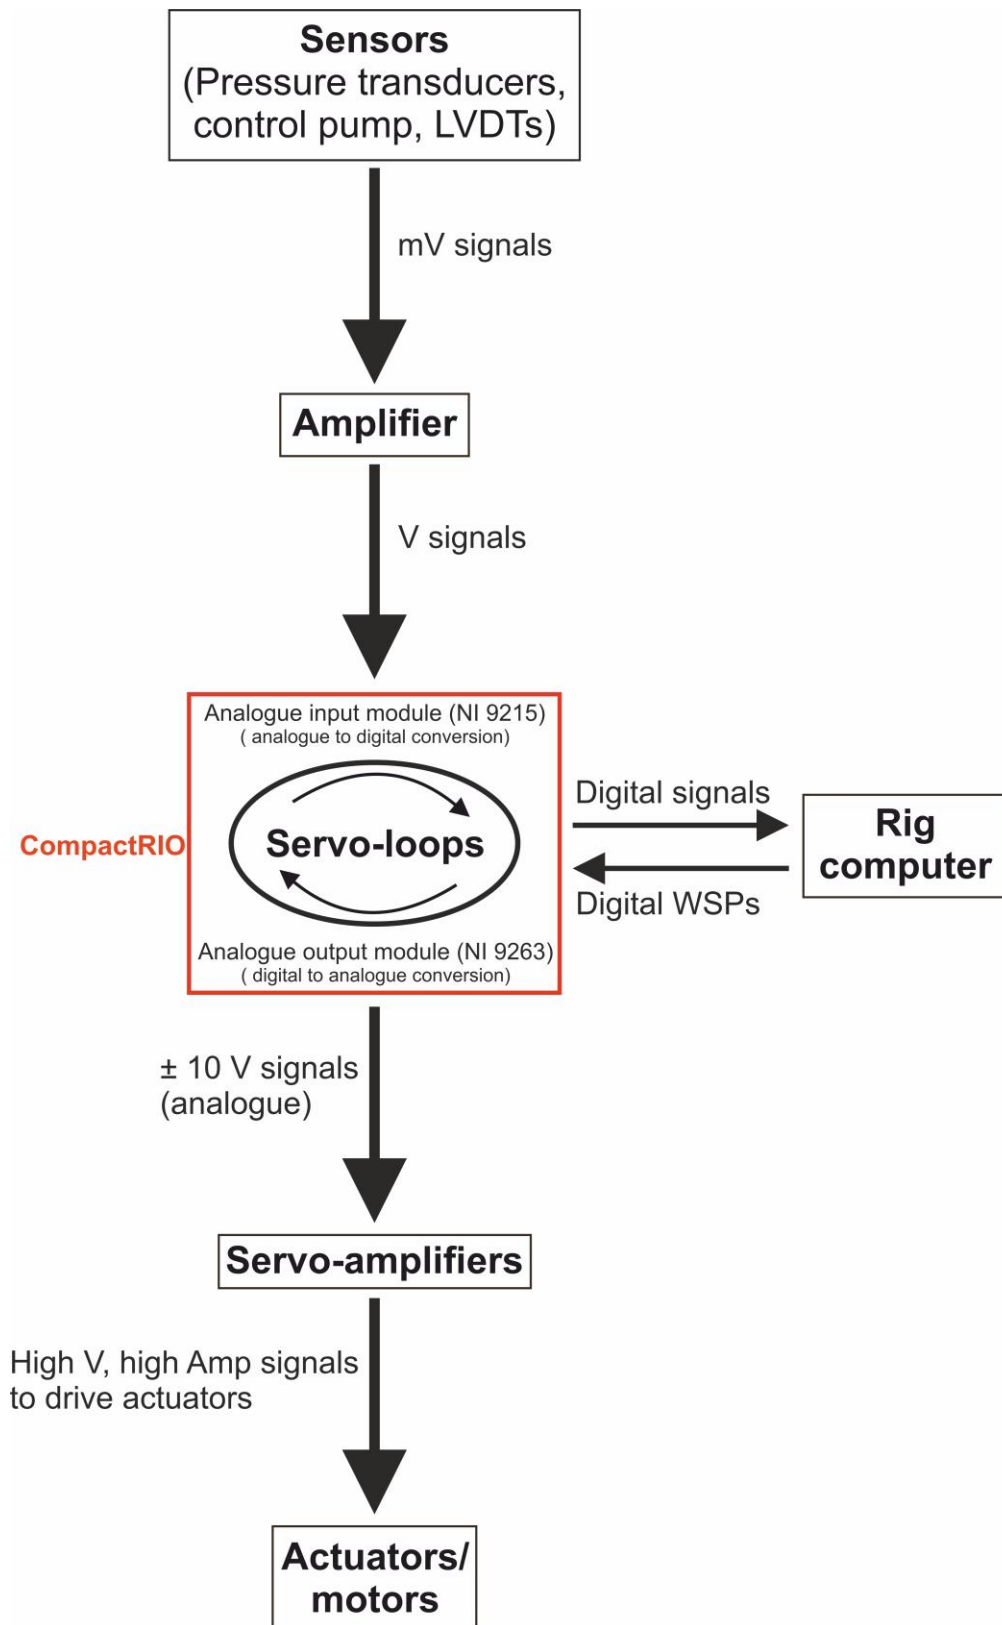 Sensors
(Pressure transducers,
control pump, LVDTs)
mV signals
Amplifier
V signals
Analogue input module (NI 9215)
( analogue to digital conversion)
Servo-loops
Analogue output module (NI 9263)
( digital to analogue conversion)
CompactRIO
Digital signals
Digital WSPs
Rig
computer
± 10 V signals
(analogue)
Servo-amplifiers
High V, high Amp signals
to drive actuators
Actuators/
motors